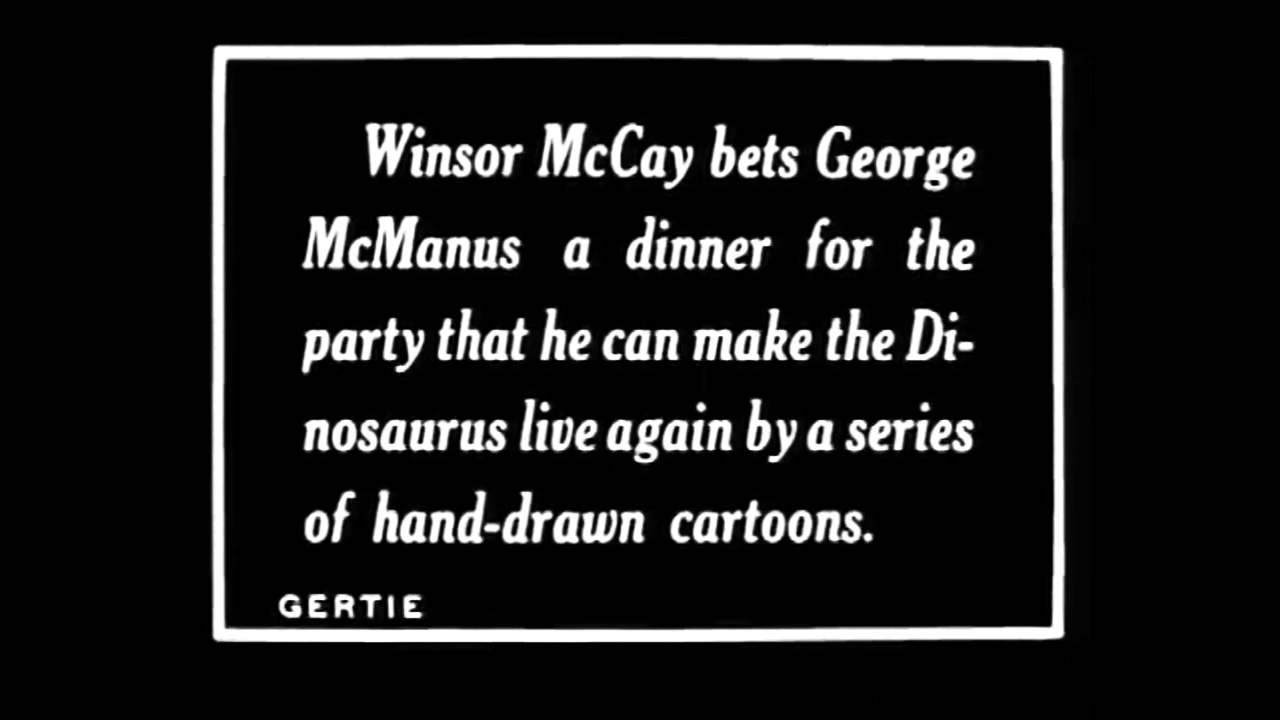 Winsor McCay bets George
McManus a dinner for the
party that he can make the Di-
nosaurus live again by a series
of hand-drawn cartoons.
GERTIE